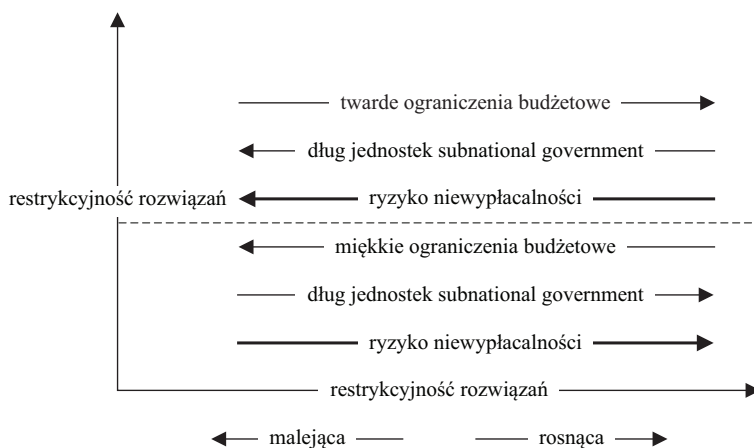 twarde ograniczenia budżetowe
dług jednostek subnational government
restrykcyjność rozwiązań
ryzyko niewypłacalności
miękkie ograniczenia budżetowe
dług jednostek subnational government
ryzyko niewypłacalności
restrykcyjność rozwiązań
malejąca
rosnąca